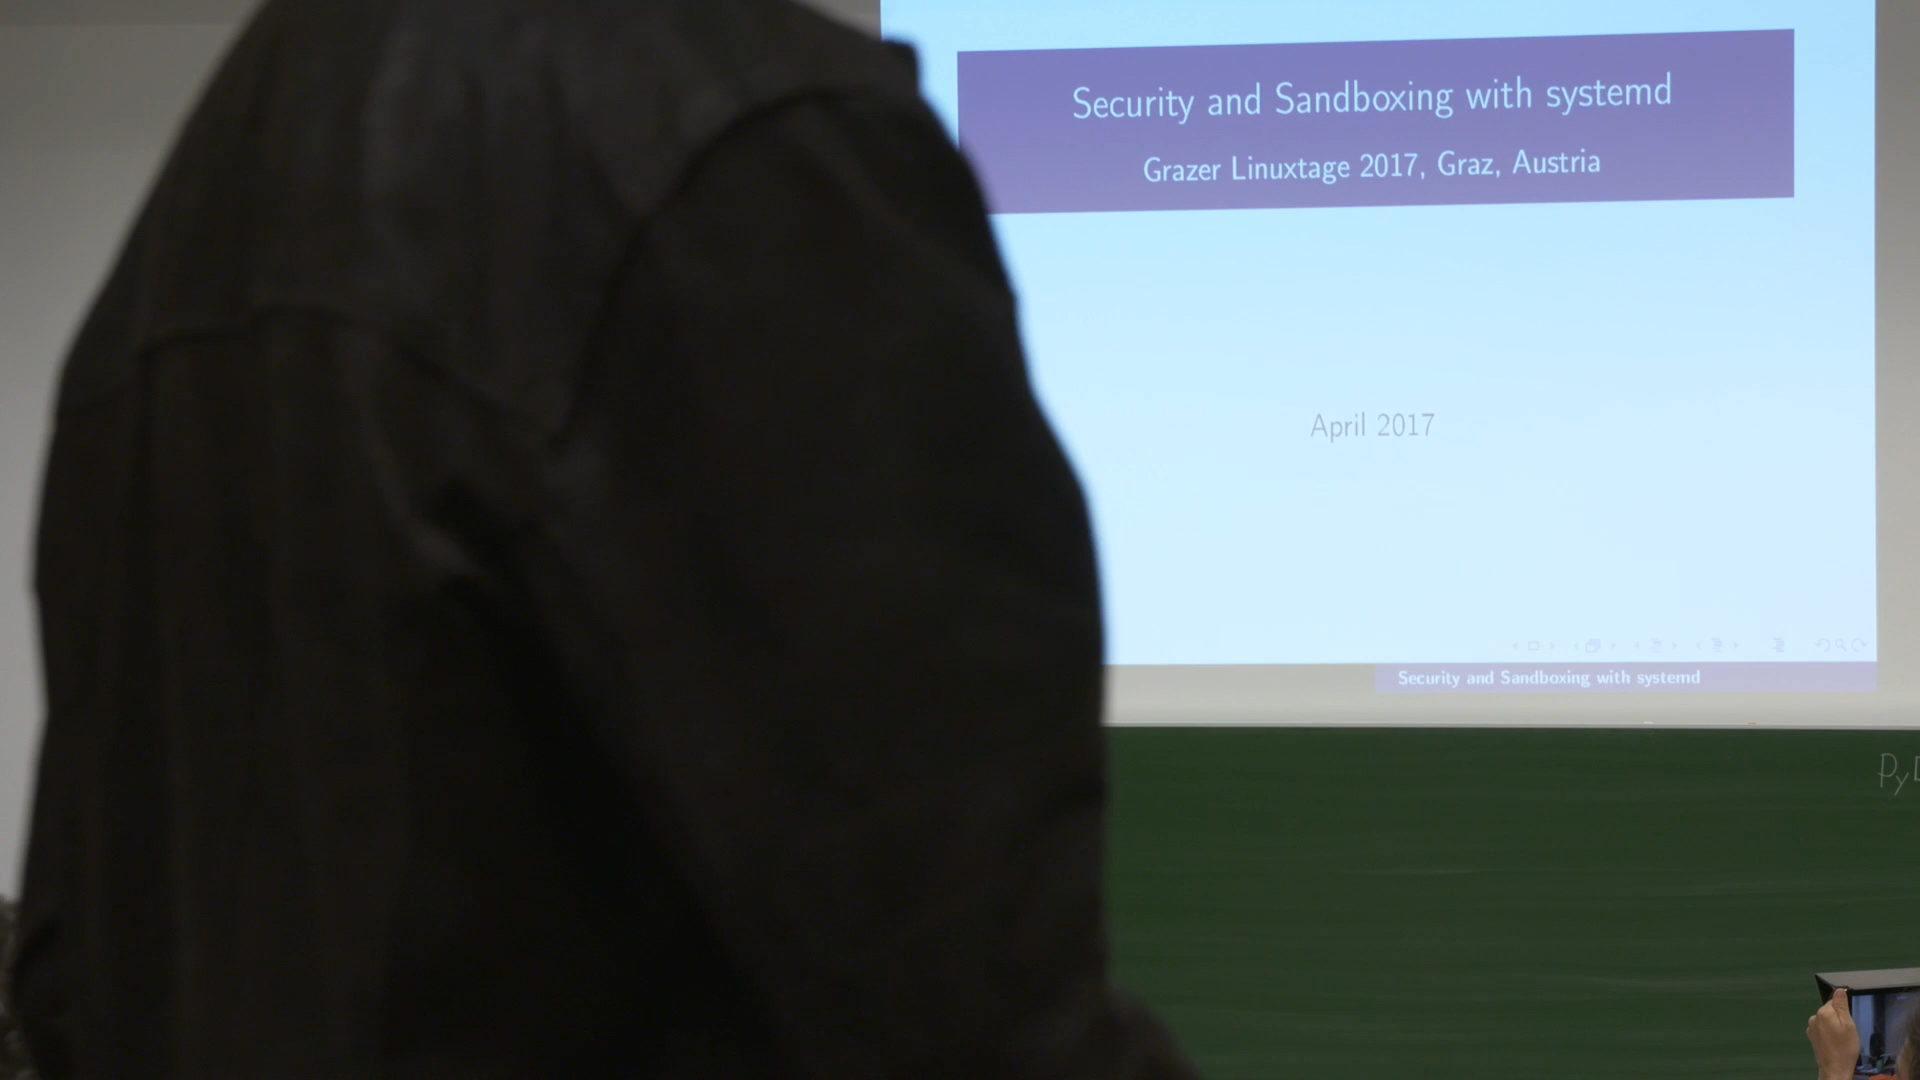 Security and Sandboxing with systemd
Grazer Linuxtage 2017, Graz, Austria
April 2017
Security and Sandboxing with systemd